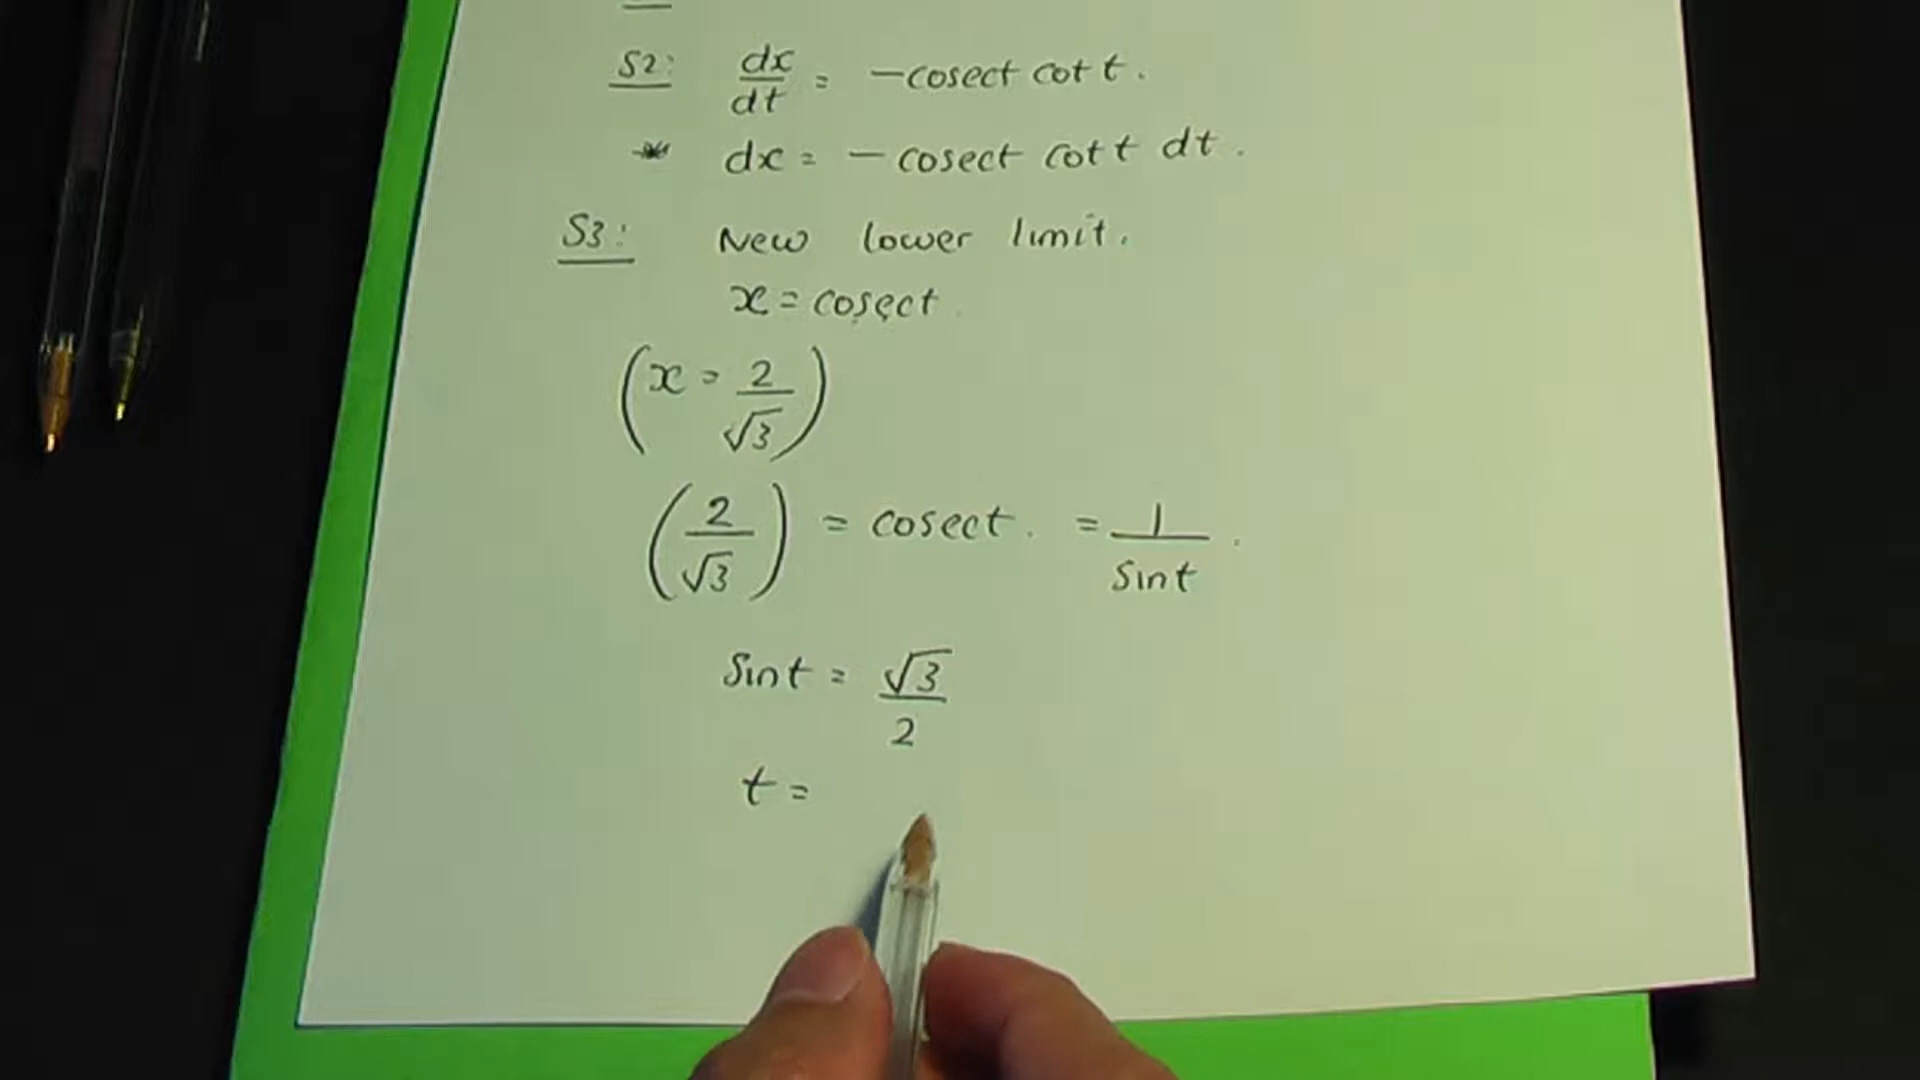 S2: dx/dt = -cosect cot t.
* dx = - cosect cot t dt.
S3: New lower limit.
x = cosect.
(x = 2/√3)
(2/√3) = cosect. = 1/sint.
Sint = √3/2
t =